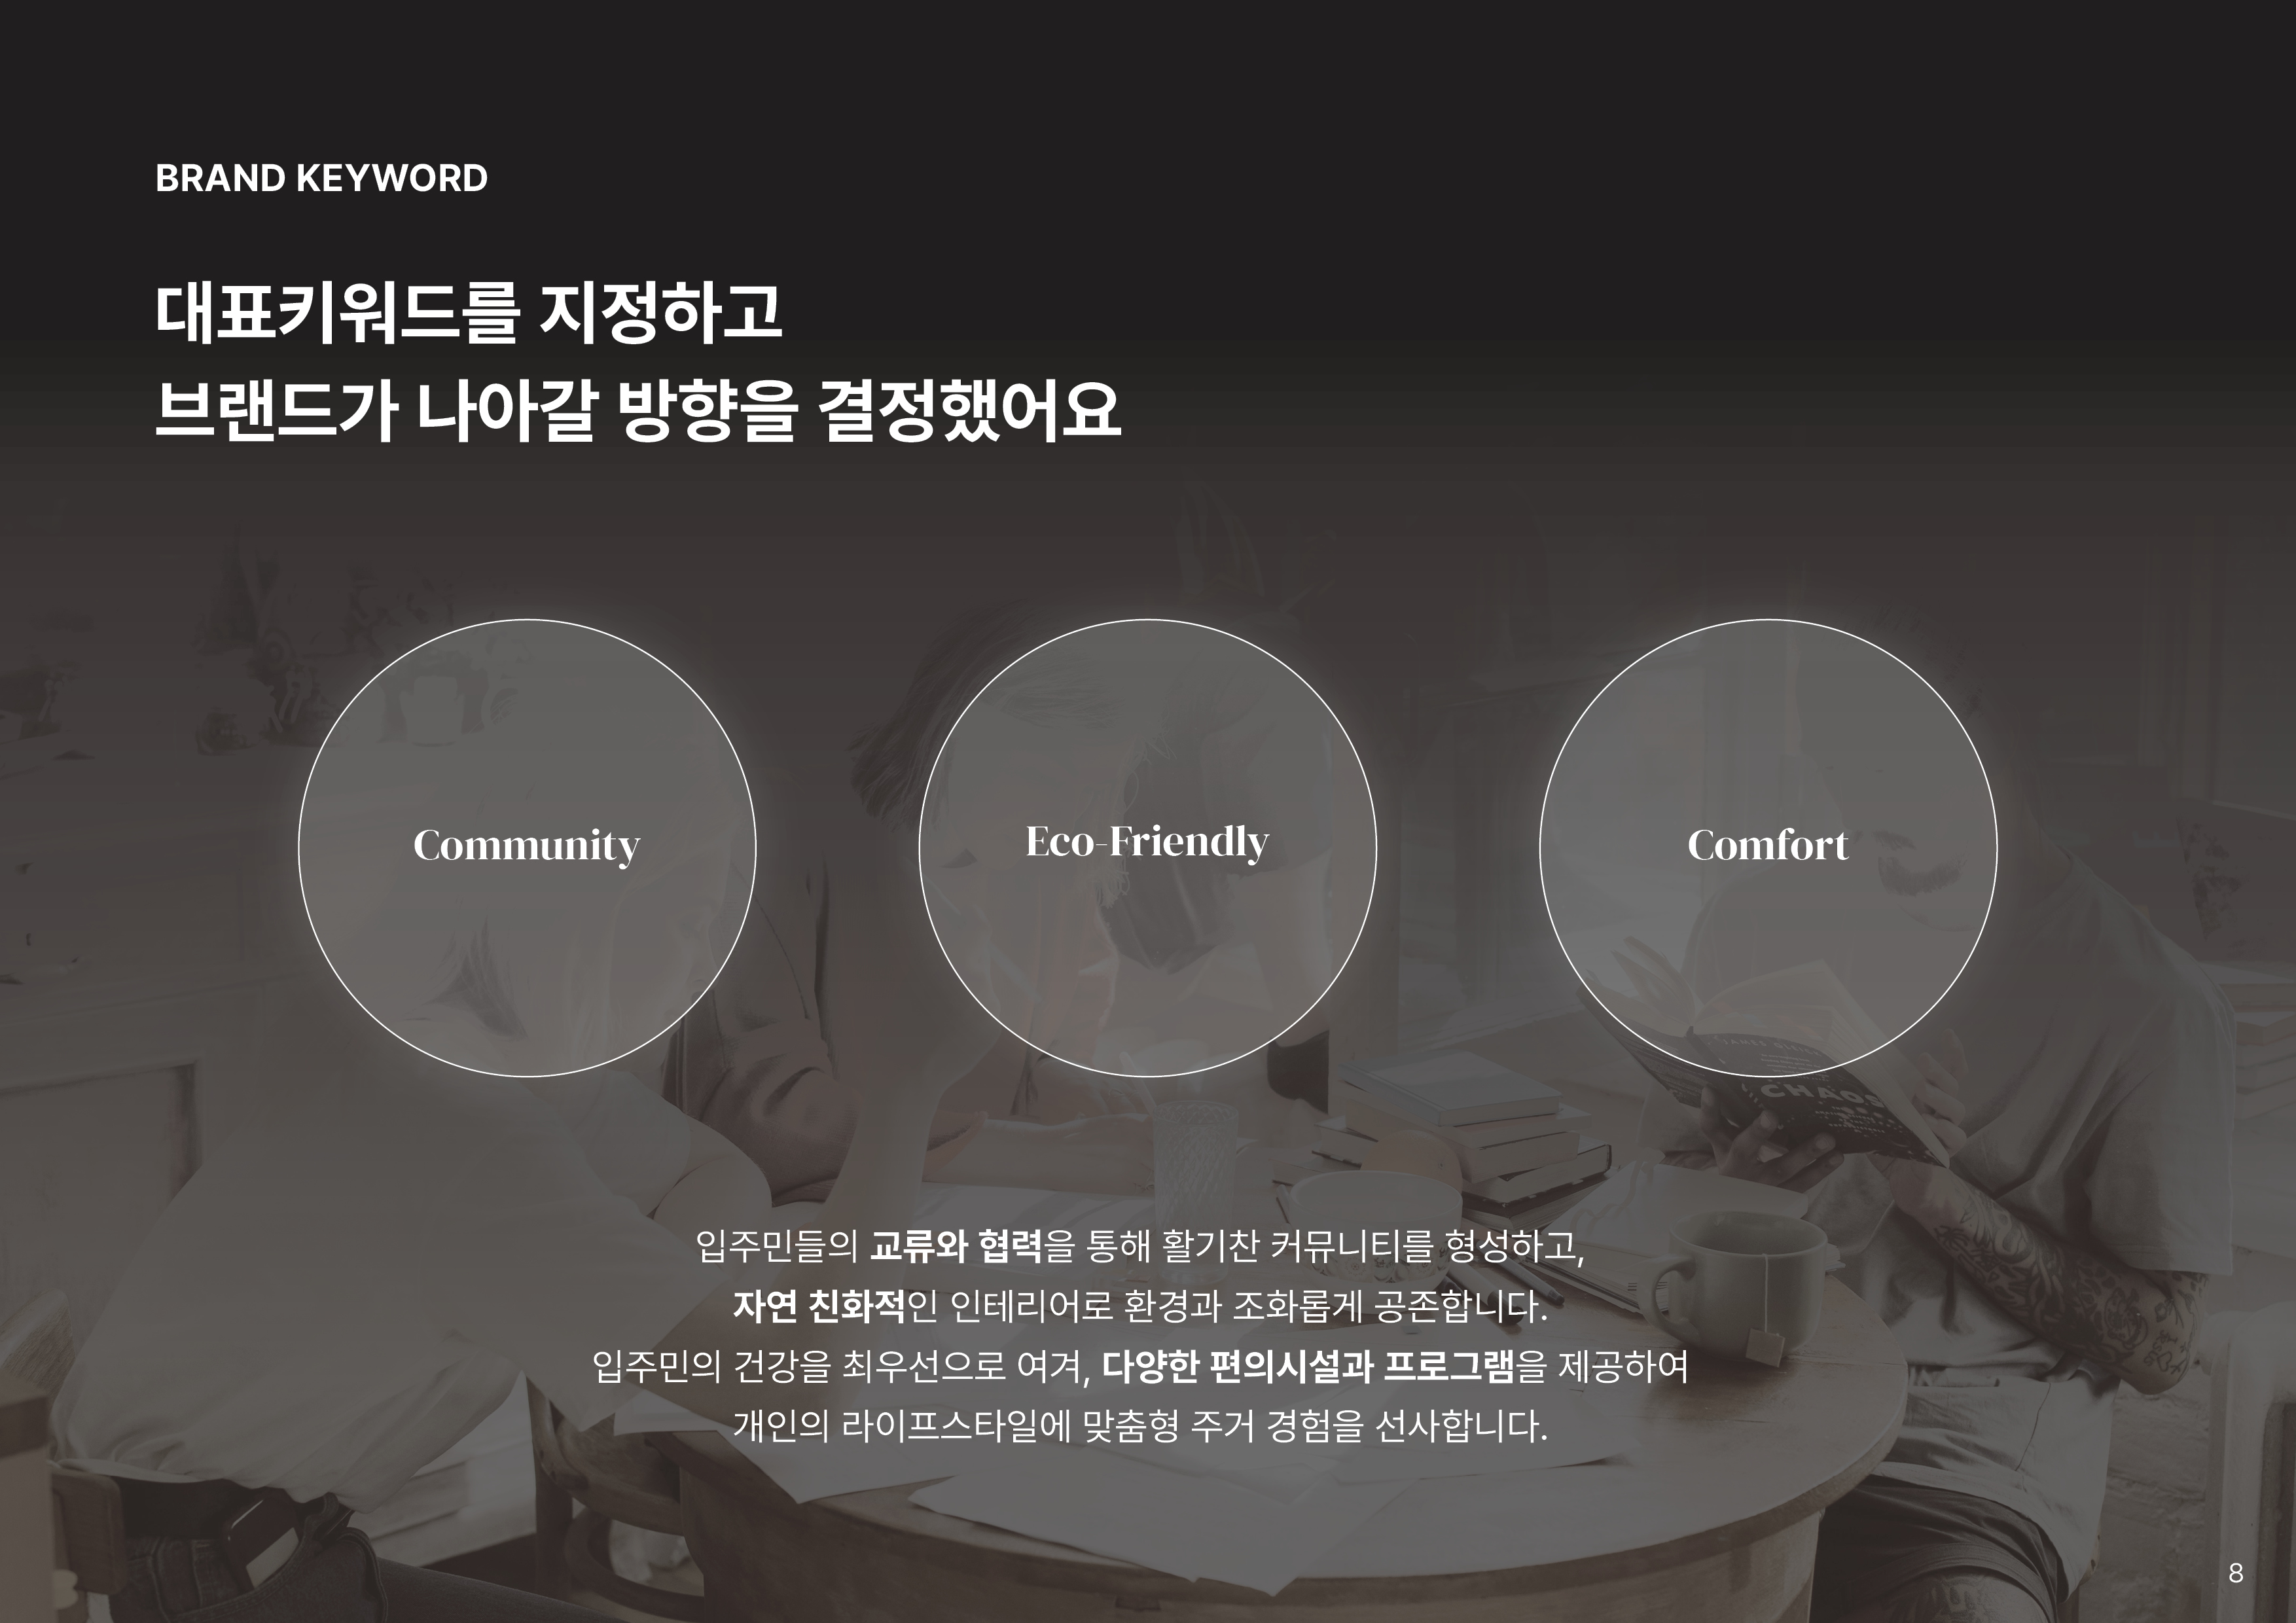 BRAND KEYWORD
대표키워드를 지정하고
브랜드가 나아갈 방향을 결정했어요
Community
Eco-Friendly
Comfort
CHAOS
입주민들의 교류와 협력을 통해 활기찬 커뮤니티를 형성하고,
자연 친화적인 인테리어로 환경과 조화롭게 공존합니다.
입주민의 건강을 최우선으로 여겨, 다양한 편의시설과 프로그램을 제공하여
개인의 라이프스타일에 맞춤형 주거 경험을 선사합니다.
8